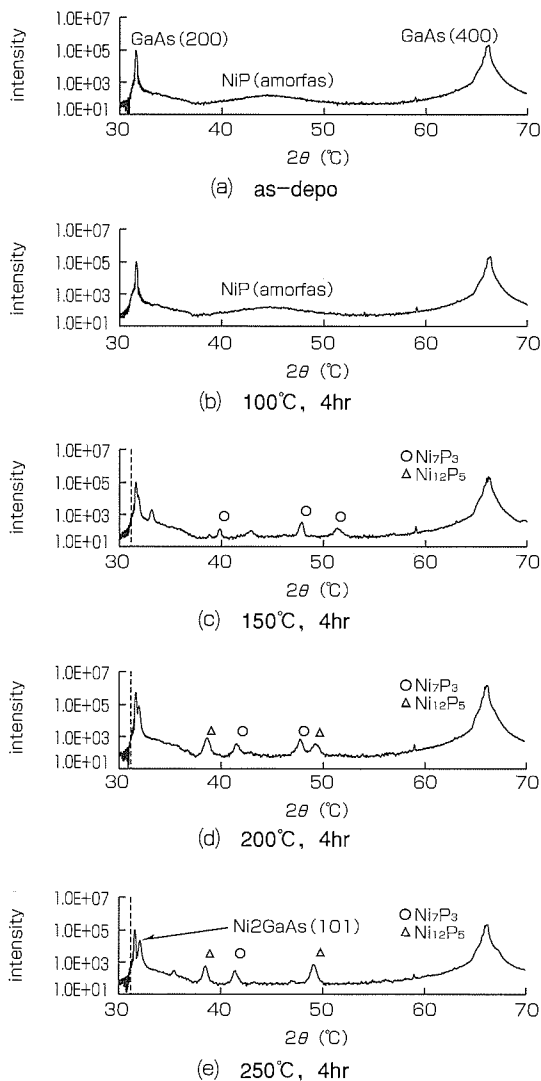 intensity
1.0E+07
1.0E+05
1.0E+03
1.0E+01
GaAs(200)
GaAs(400)
NiP(amorfas)
30 40 50 60 70
2θ (℃)
(a) as-depo
intensity
1.0E+07
1.0E+05
1.0E+03
1.0E+01
NiP(amorfas)
30 40 50 60 70
2θ (℃)
(b) 100℃, 4hr
intensity
1.0E+07
1.0E+05
1.0E+03
1.0E+01
○ Ni₇P₃
△ Ni₁₂P₅
30 40 50 60 70
2θ (℃)
(c) 150℃, 4hr
intensity
1.0E+07
1.0E+05
1.0E+03
1.0E+01
○ Ni₇P₃
△ Ni₁₂P₅
30 40 50 60 70
2θ (℃)
(d) 200℃, 4hr
intensity
1.0E+07
1.0E+05
1.0E+03
1.0E+01
Ni2GaAs(101)
○ Ni₇P₃
△ Ni₁₂P₅
30 40 50 60 70
2θ (℃)
(e) 250℃, 4hr